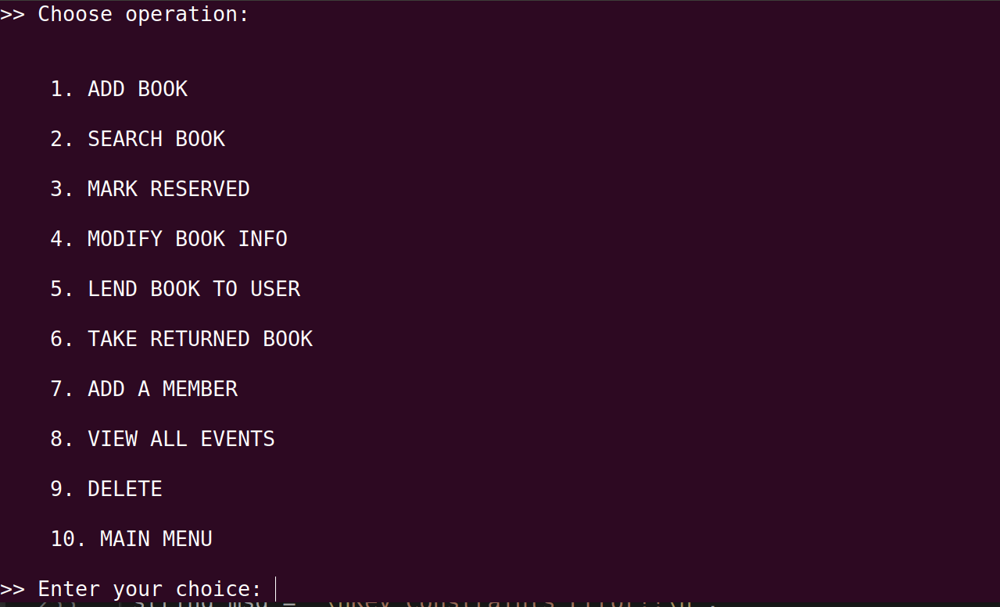 >> Choose operation:
1. ADD BOOK
2. SEARCH BOOK
3. MARK RESERVED
4. MODIFY BOOK INFO
5. LEND BOOK TO USER
6. TAKE RETURNED BOOK
7. ADD A MEMBER
8. VIEW ALL EVENTS
9. DELETE
10. MAIN MENU
>> Enter your choice: